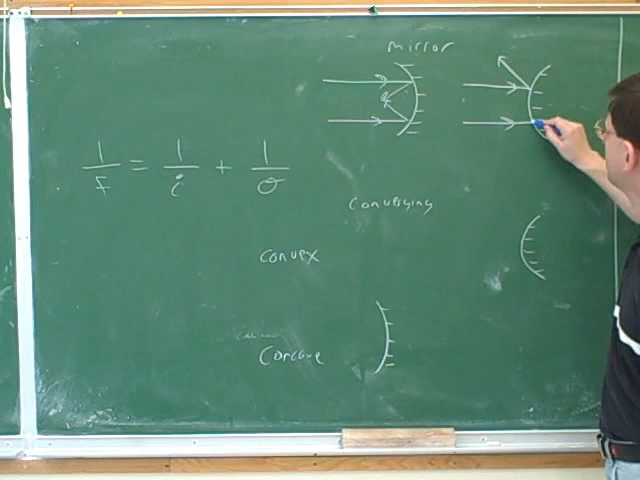 mirror
1/f = 1/i + 1/o
converging
convex
concave